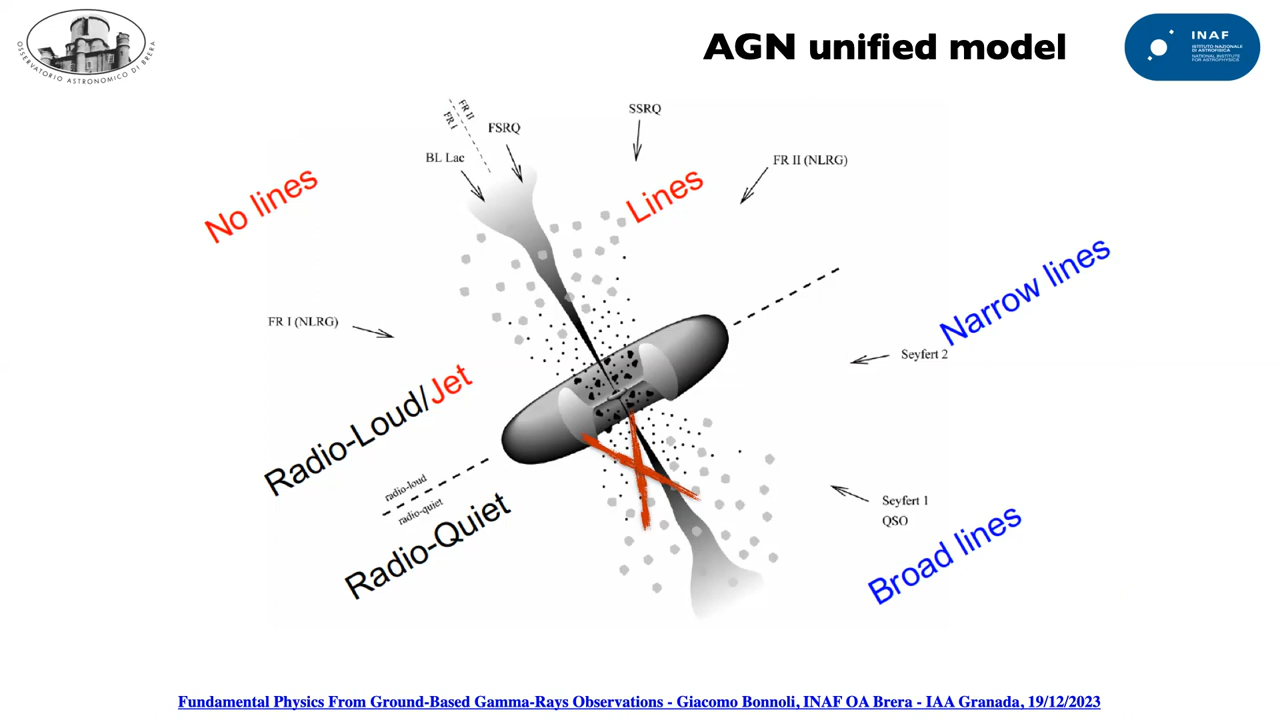 AGN unified model
OSSERVATORIO ASTRONOMICO DI BRERA
INAF
ISTITUTO NAZIONALE
DI ASTROFISICA
NATIONAL INSTITUTE
FOR ASTROPHYSICS
FR II
FR I
FSRQ
SSRQ
BL Lac
FR II (NLRG)
No lines
Lines
Narrow lines
FR I (NLRG)
Seyfert 2
Radio-Loud/Jet
radio-loud
radio-quiet
Radio-Quiet
Seyfert 1
QSO
Broad lines
Fundamental Physics From Ground-Based Gamma-Rays Observations - Giacomo Bonnoli, INAF OA Brera - IAA Granada, 19/12/2023